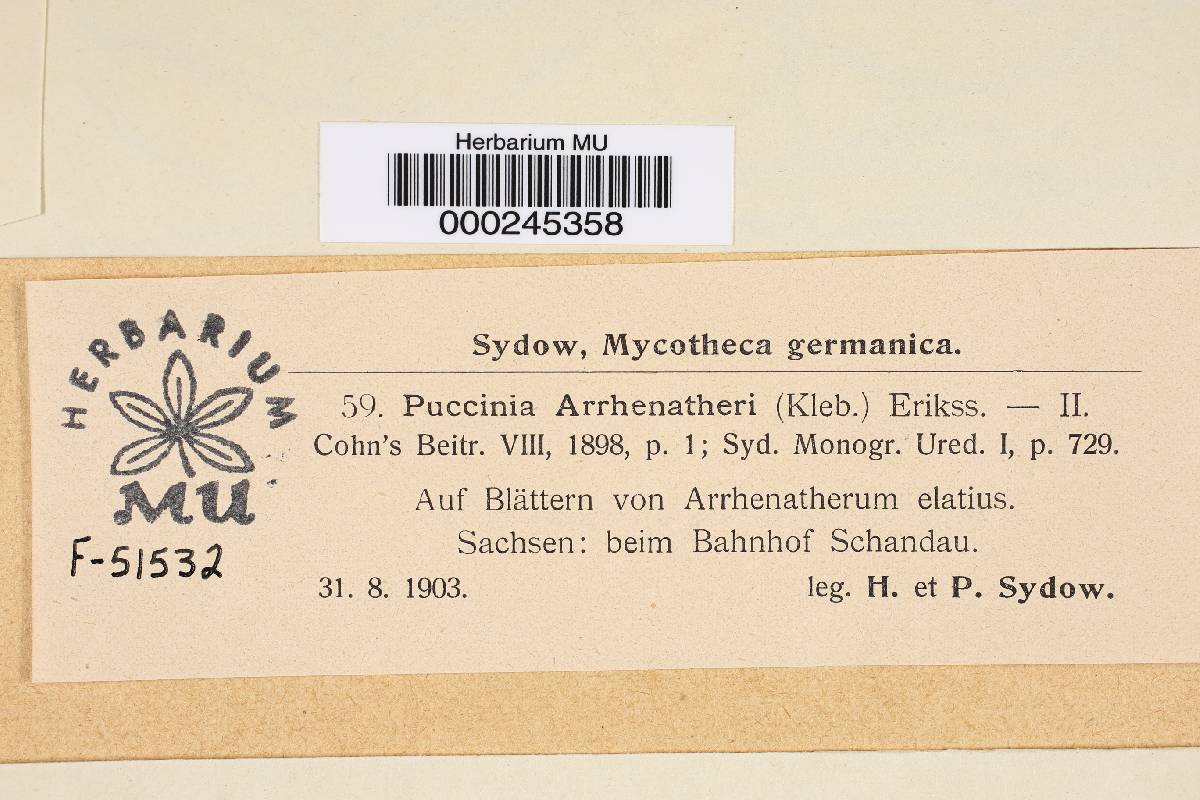 Herbarium MU
000245358
HERBARIUM
MU
F-51532
Sydow, Mycotheca germanica.
59. Puccinia Arrhenatheri (Kleb.) Erikss. — II.
Cohn's Beitr. VIII, 1898, p. 1; Syd. Monogr. Ured. I, p. 729.
Auf Blättern von Arrhenatherum elatius.
Sachsen: beim Bahnhof Schandau.
31. 8. 1903. leg. H. et P. Sydow.